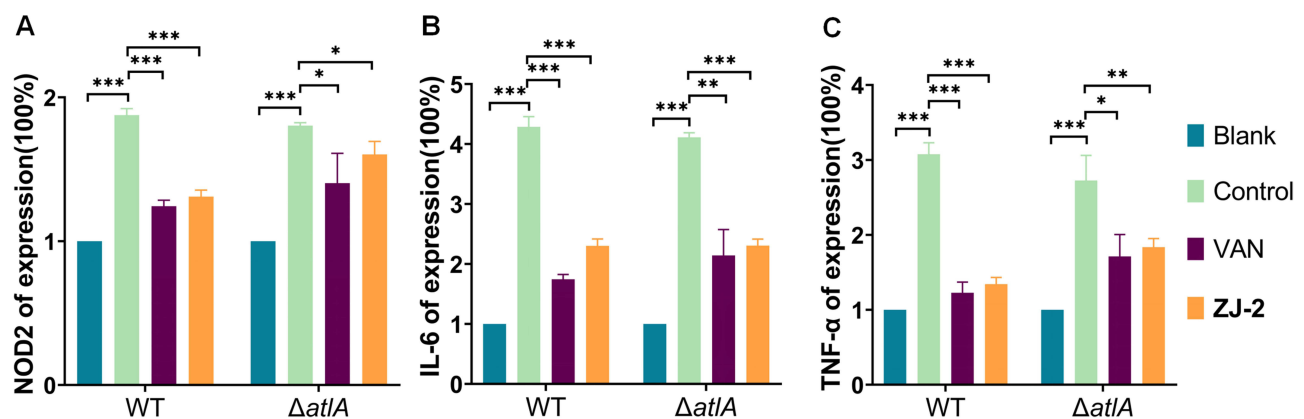 A
NOD2 of expression(100%)
2
1
0
***
***
***
***
*
*
WT
ΔatlA
B
IL-6 of expression(100%)
5
4
3
2
1
0
***
***
***
***
**
***
WT
ΔatlA
C
TNF-α of expression(100%)
4
3
2
1
0
***
***
***
***
*
**
WT
ΔatlA
Blank
Control
VAN
ZJ-2